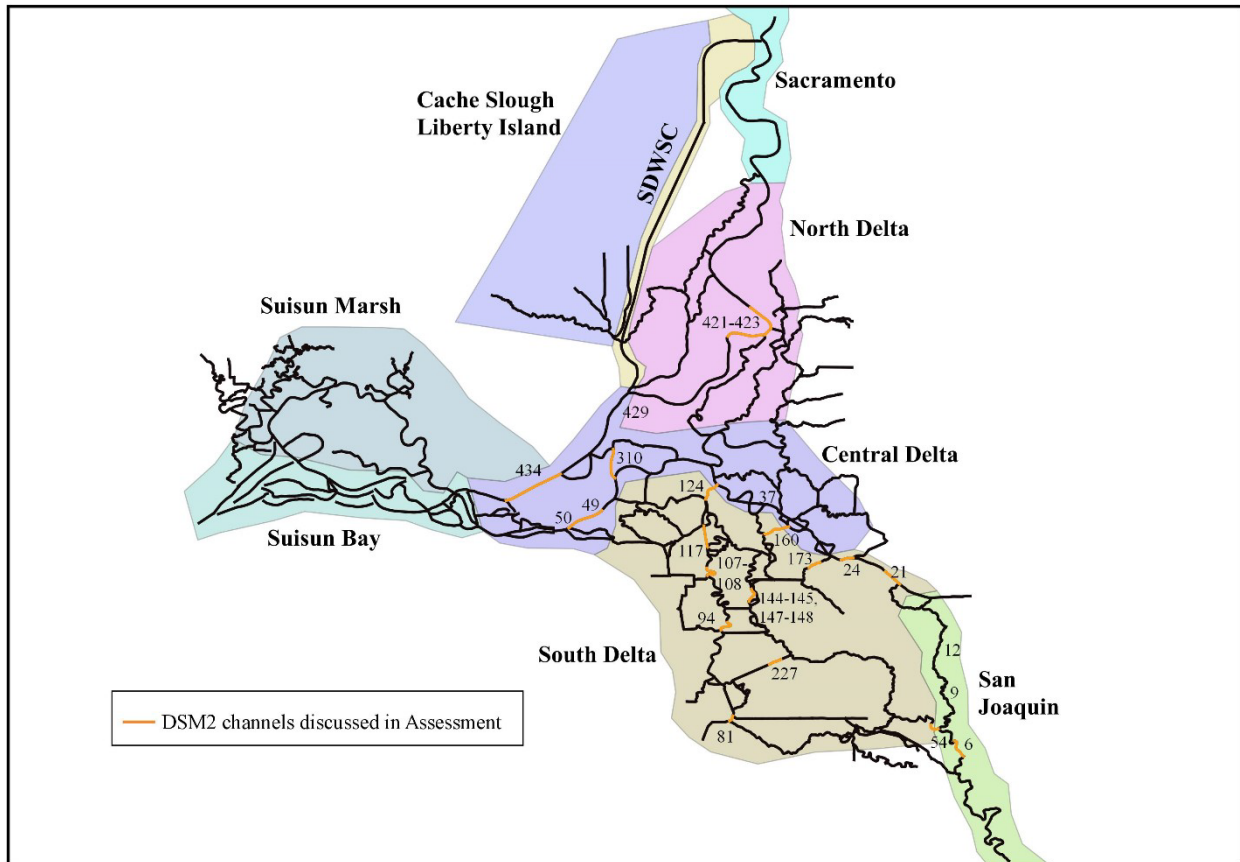 Sacramento
Cache Slough
Liberty Island
SDWSC
North Delta
421-423
Suisun Marsh
429
Central Delta
434
310
124
37
49
50
160
117
107-
108
173
24
21
Suisun Bay
144-145,
147-148
94
South Delta
12
227
9
San
Joaquin
DSM2 channels discussed in Assessment
81
54
6